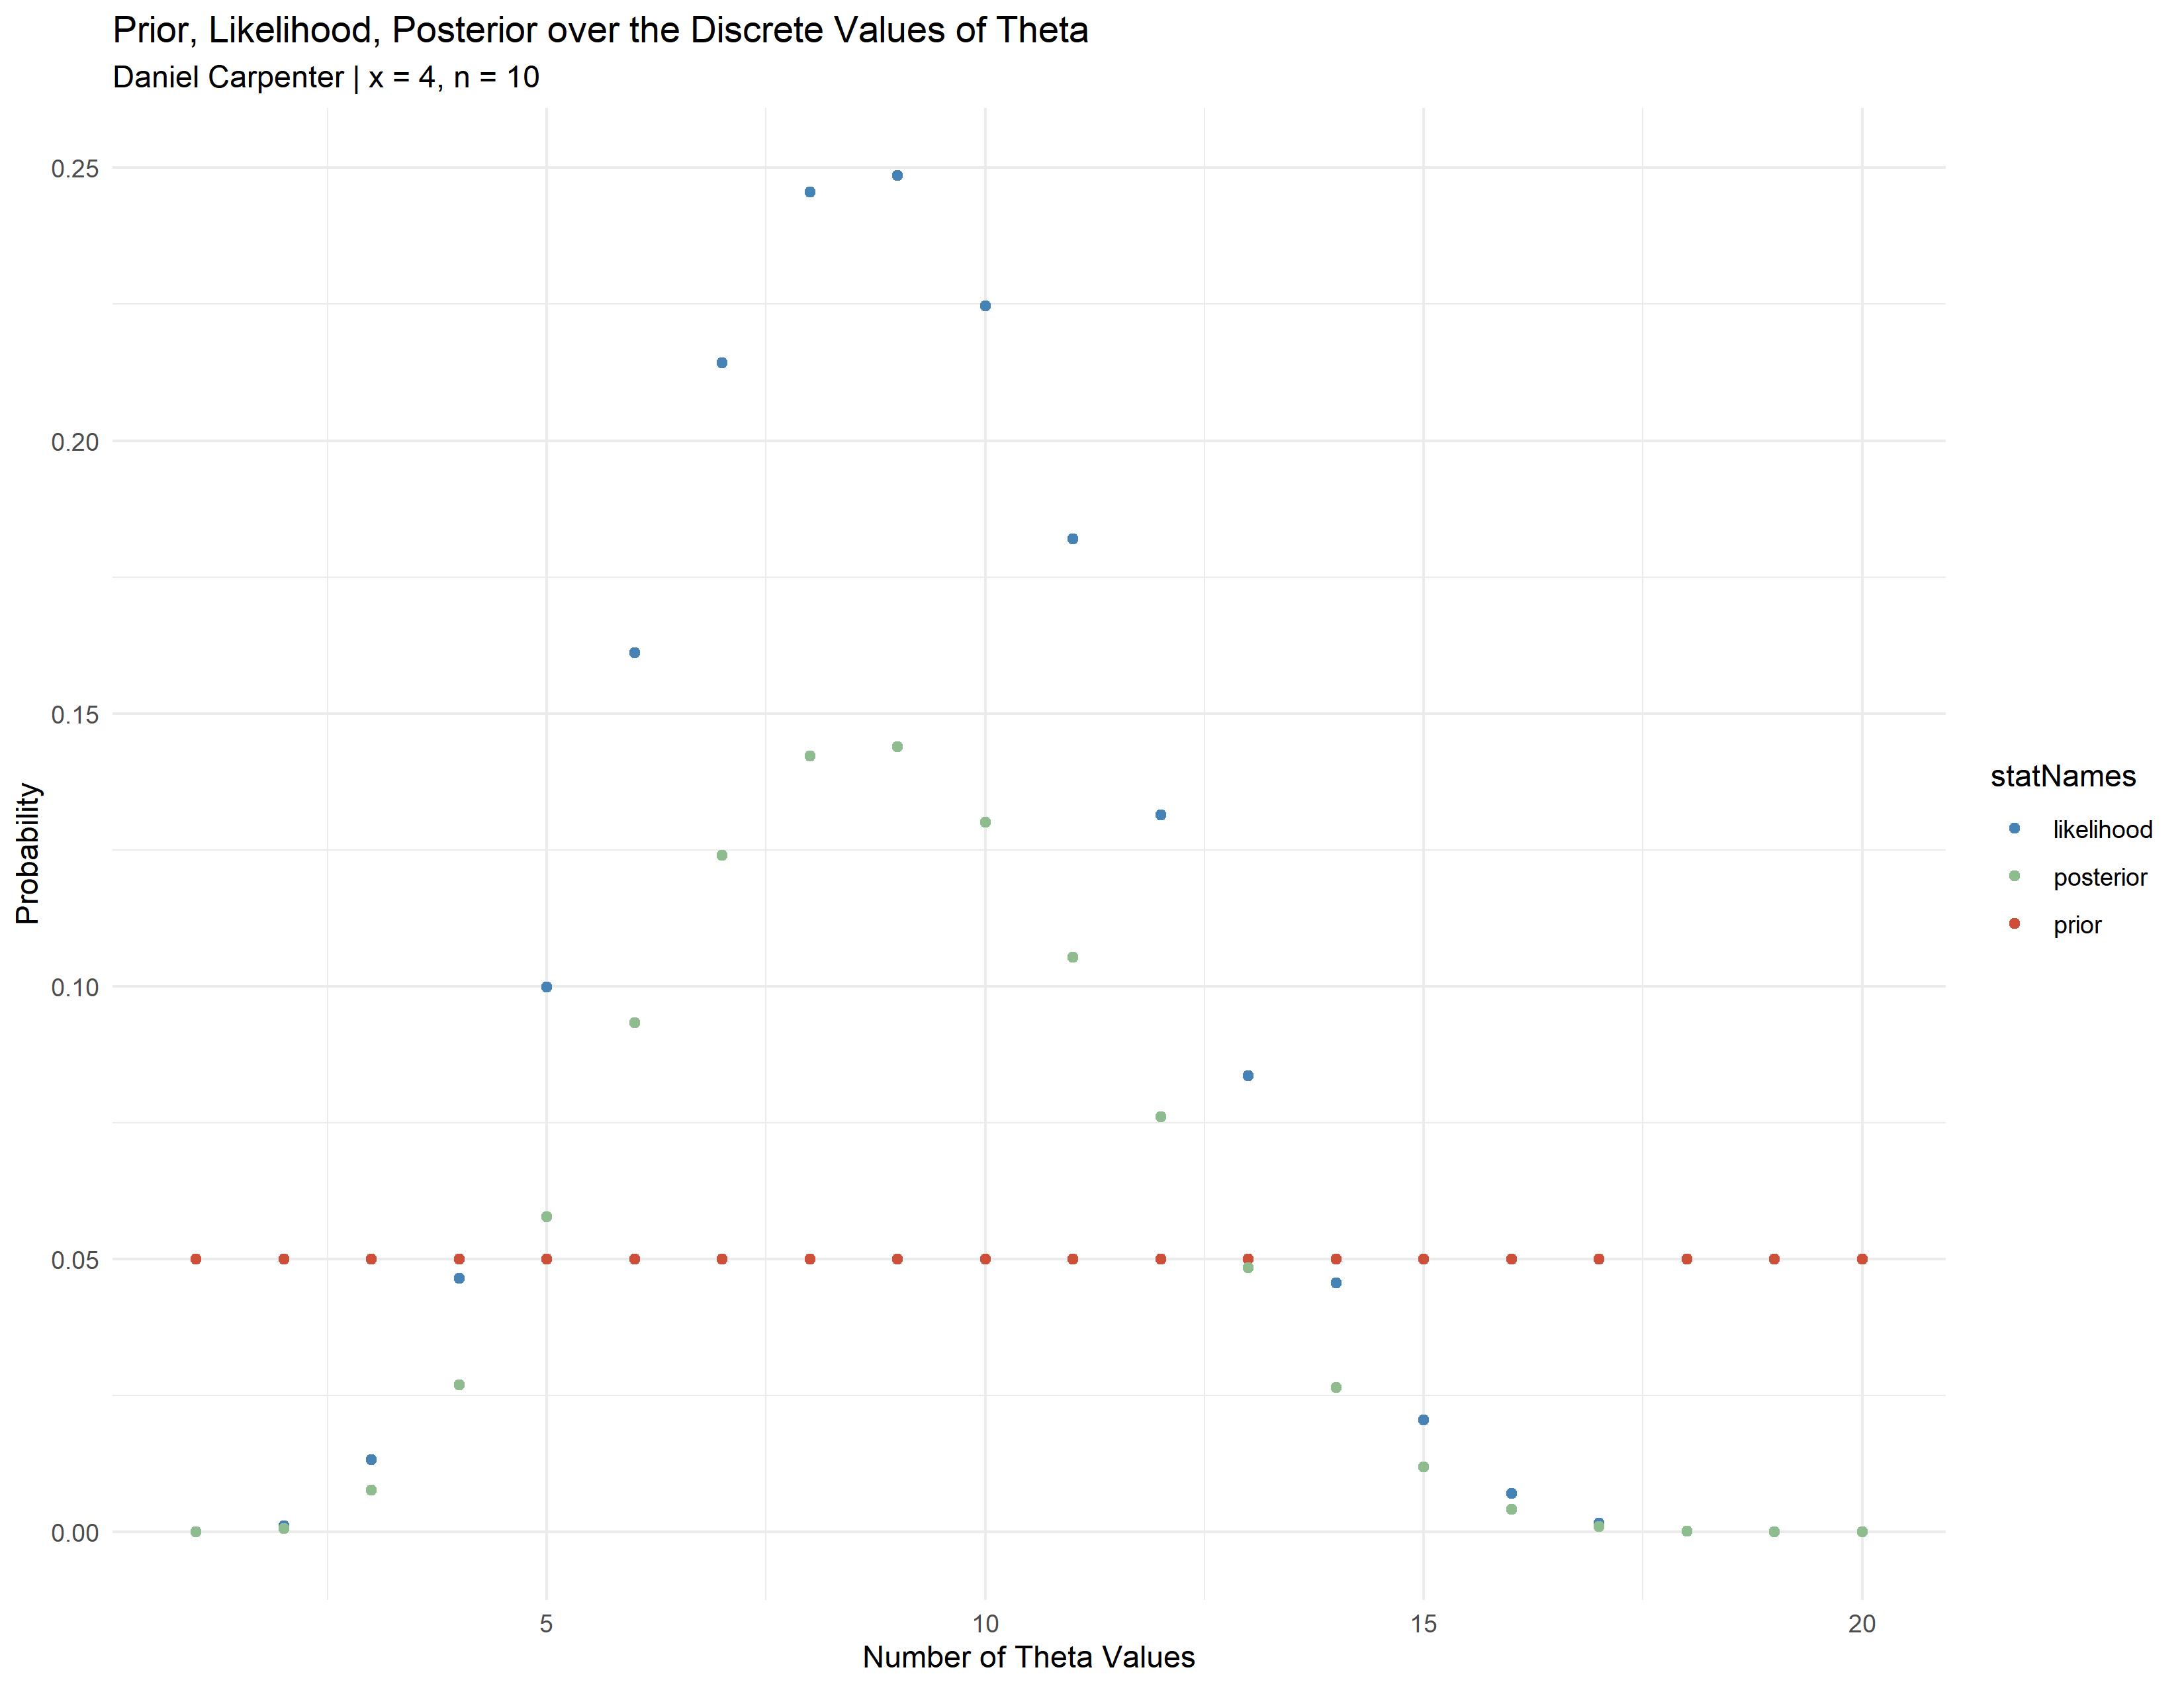 Prior, Likelihood, Posterior over the Discrete Values of Theta
Daniel Carpenter | x = 4, n = 10
0.25
0.20
0.15
0.10
0.05
0.00
Probability
5 10 15 20
Number of Theta Values
statNames
likelihood
posterior
prior